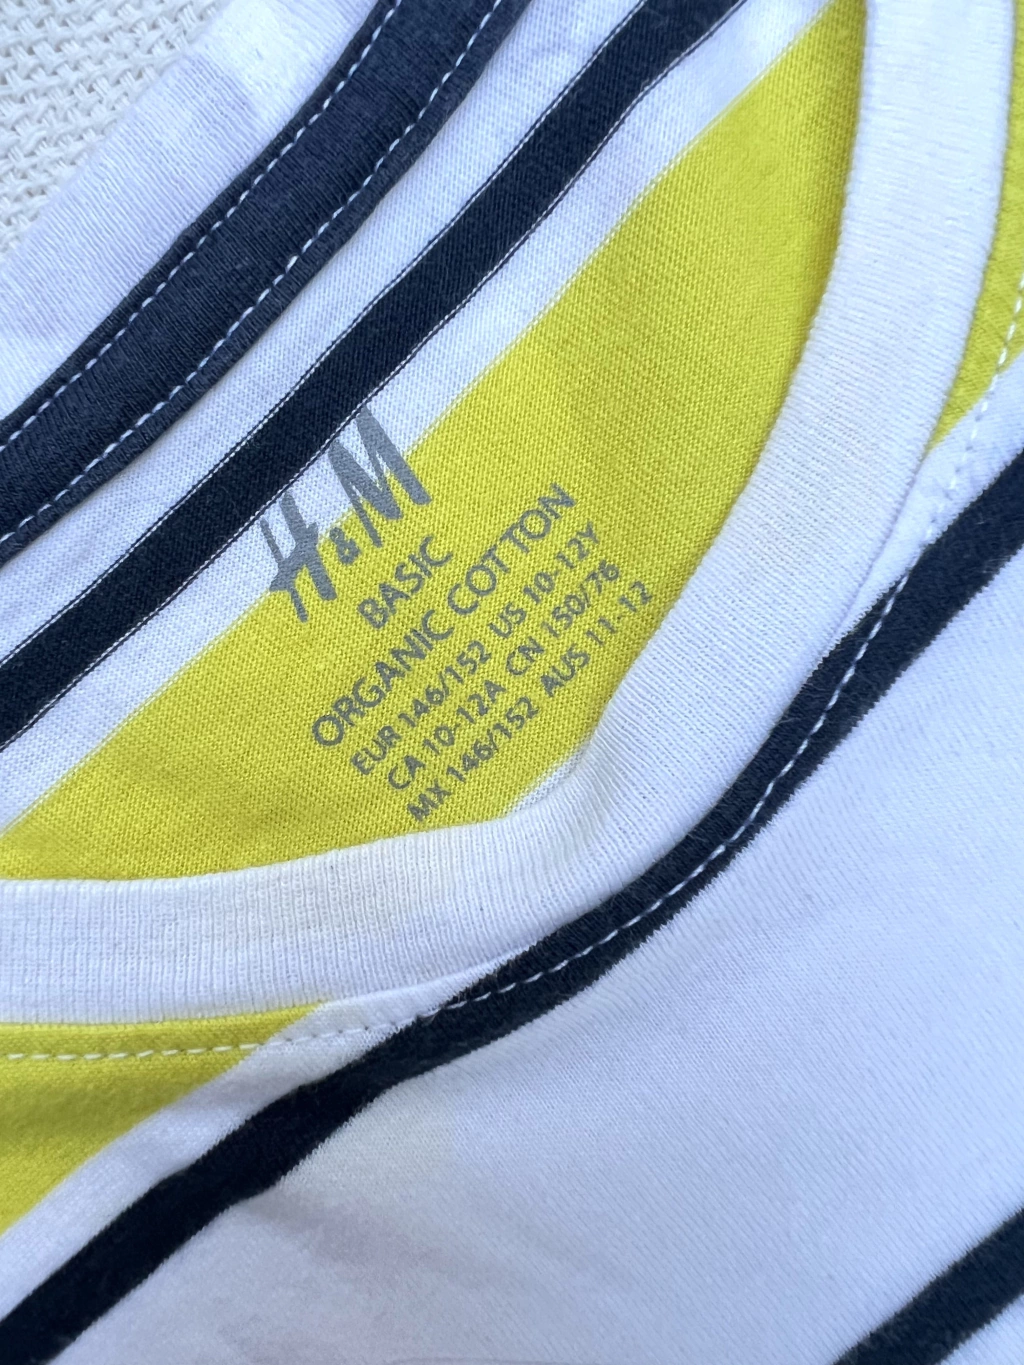 H&M
BASIC
ORGANIC COTTON
EUR 146/152 US 10-12Y
CA 10-12A CN 150/76
MX 146/152 AUS 11-12